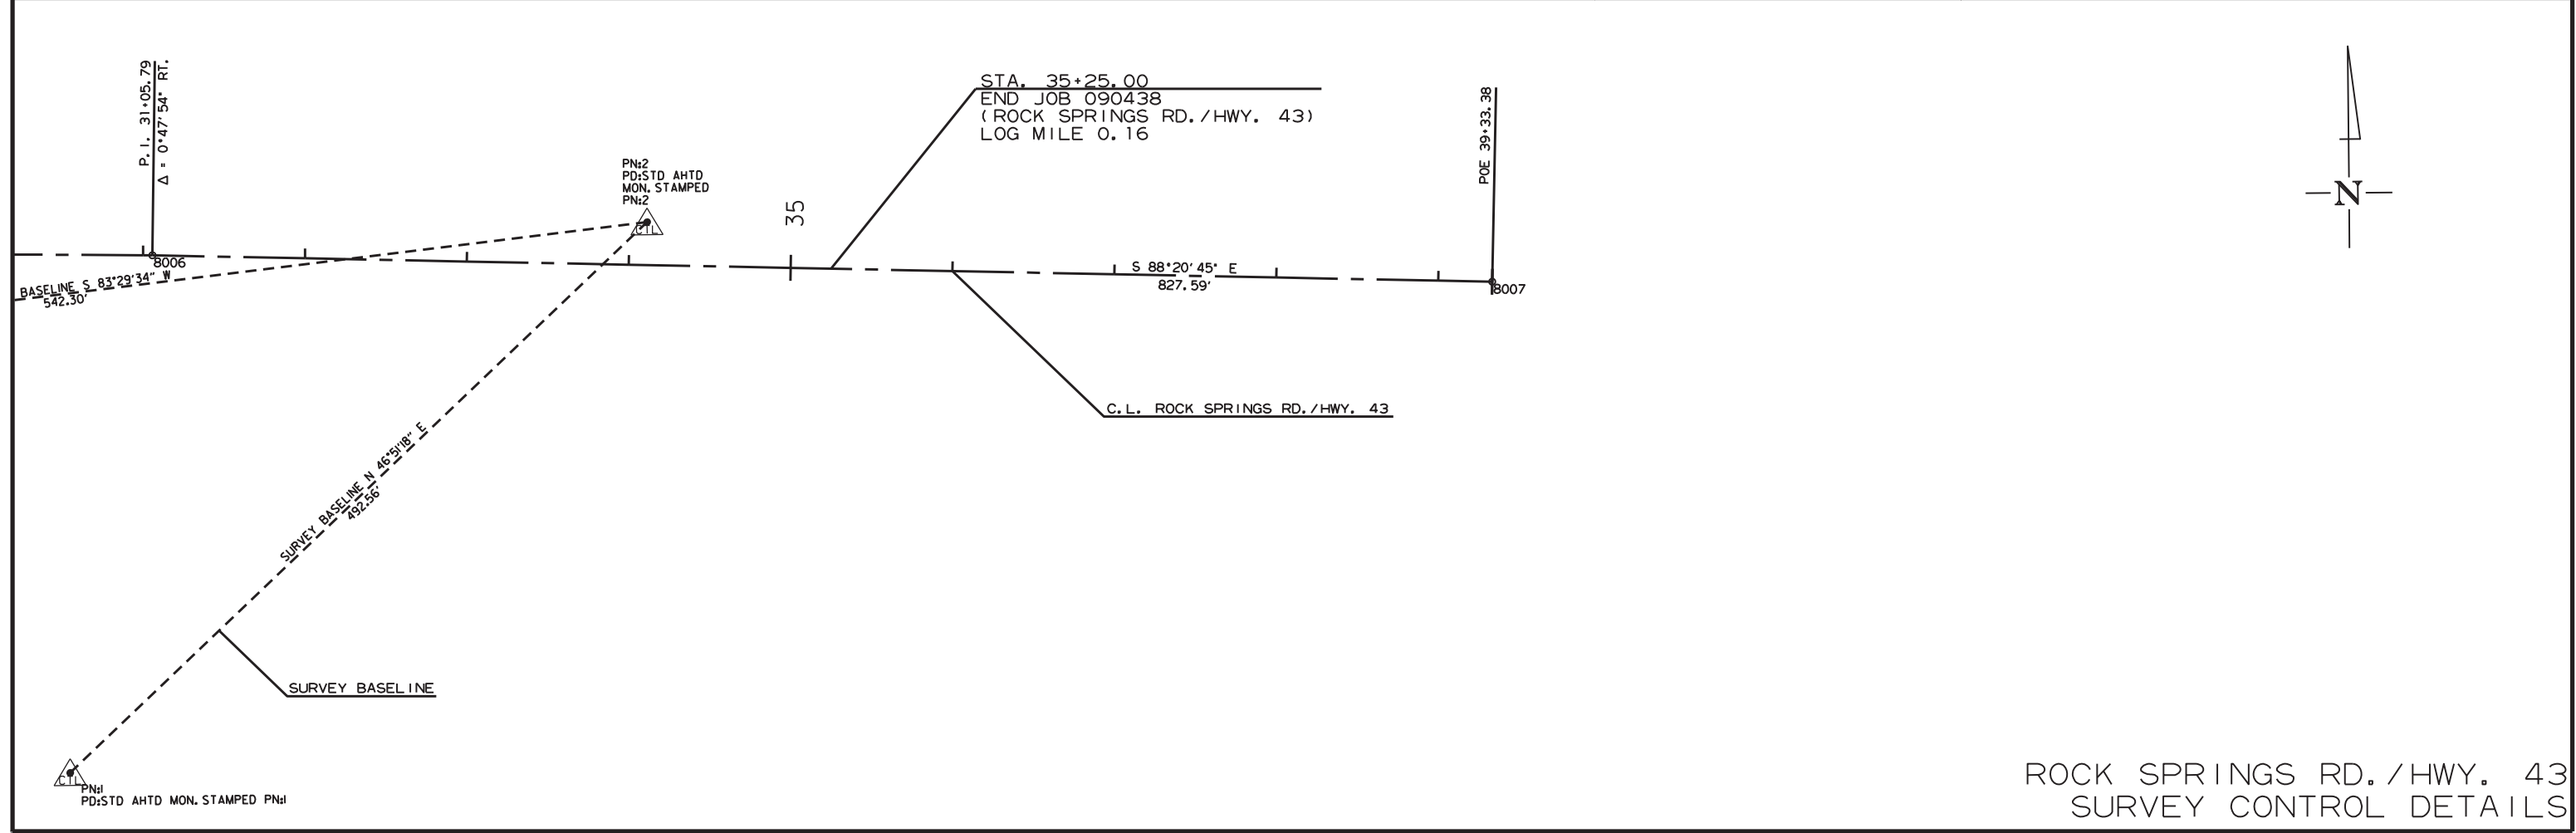 P.I. 31+05.79
Δ = 0°47'54" RT.
STA. 35+25.00
END JOB 090438
(ROCK SPRINGS RD./HWY. 43)
LOG MILE 0.16
POE 39+33.38
PN:2
PD:STD AHTD
MON. STAMPED
PN:2
CTL
35
N
8006
BASELINE S 83°29'34" W
542.30'
S 88°20'45" E
827.59'
8007
C.L. ROCK SPRINGS RD./HWY. 43
SURVEY BASELINE N 46°51'18" E
492.56'
SURVEY BASELINE
CTL
PN:1
PD:STD AHTD MON. STAMPED PN:1
ROCK SPRINGS RD./HWY. 43
SURVEY CONTROL DETAILS